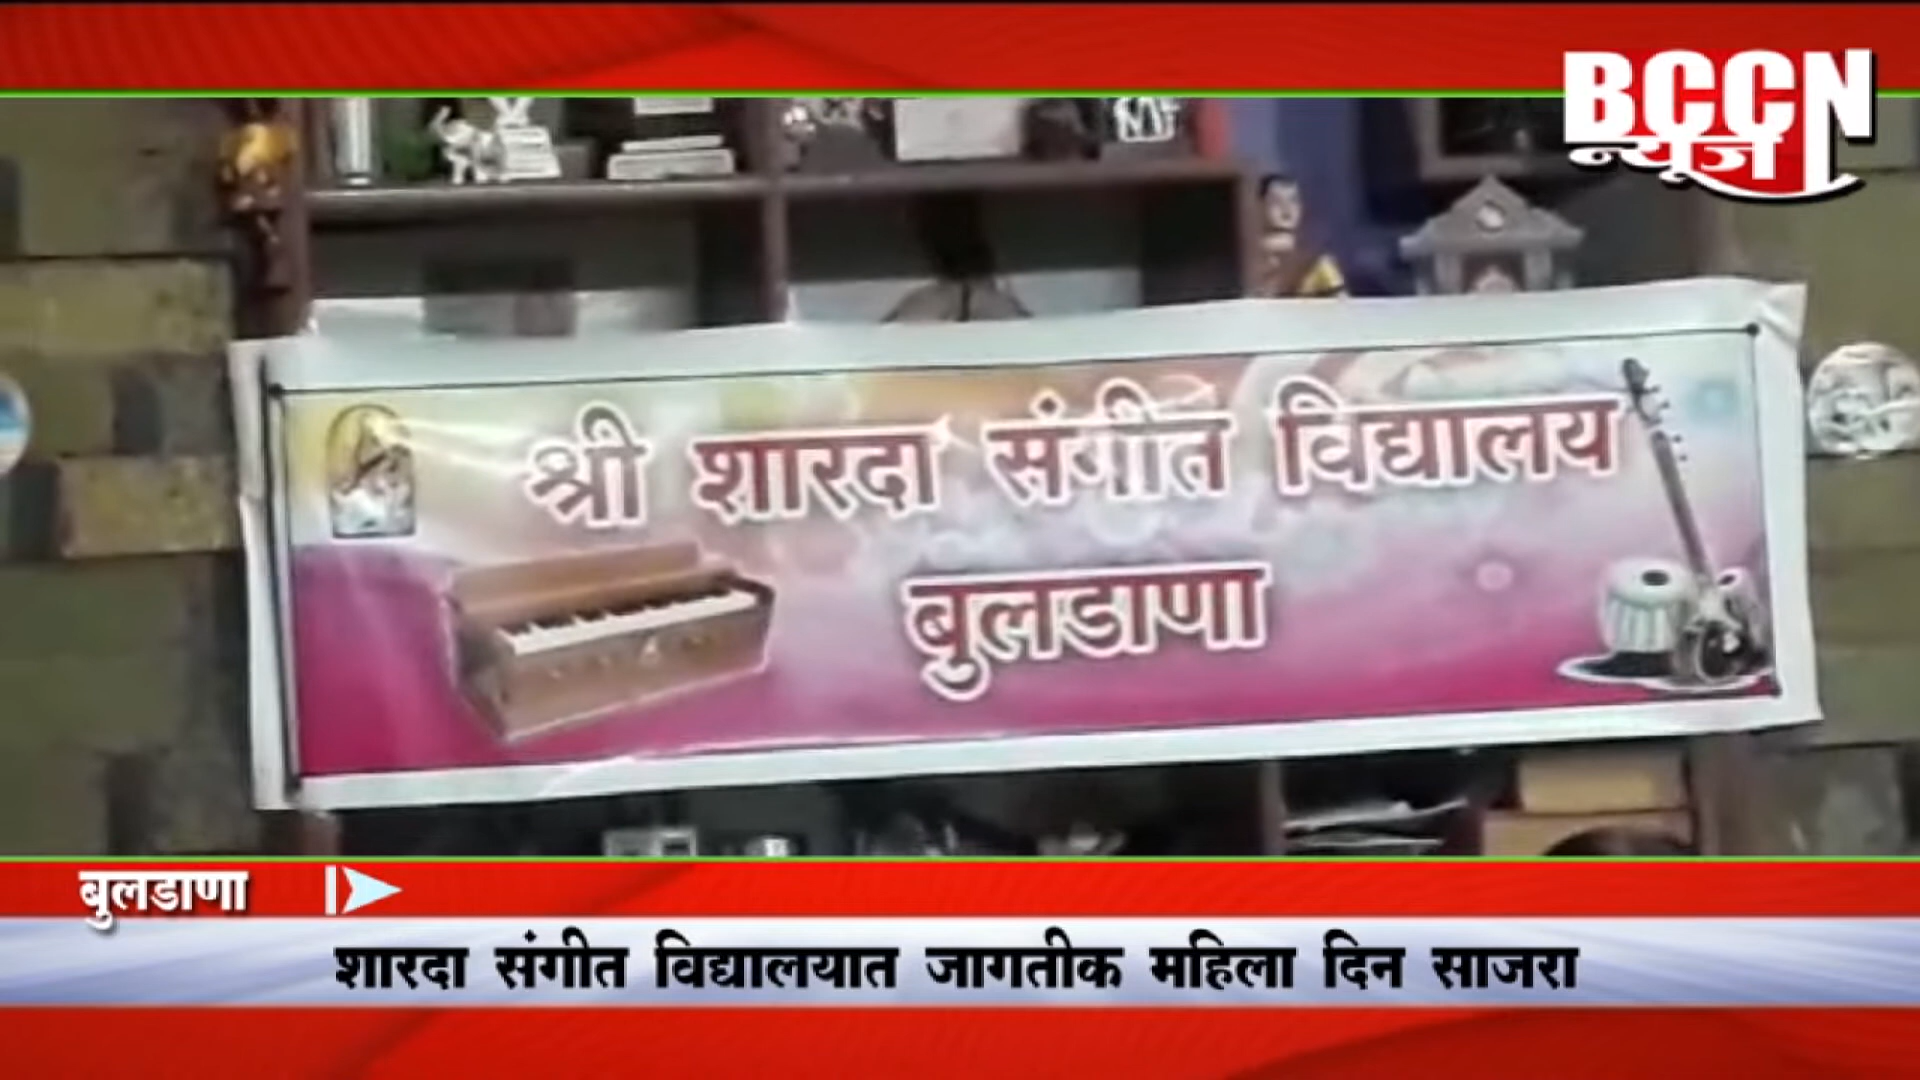 BCCN
न्यूज
श्री शारदा संगीत विद्यालय
बुलडाणा
बुलडाणा
शारदा संगीत विद्यालयात जागतीक महिला दिन साजरा